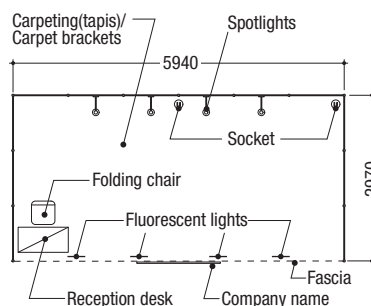 Carpeting(tapis)/
Carpet brackets
Spotlights
5940
Socket
2970
Folding chair
Fluorescent lights
Fascia
Reception desk
Company name